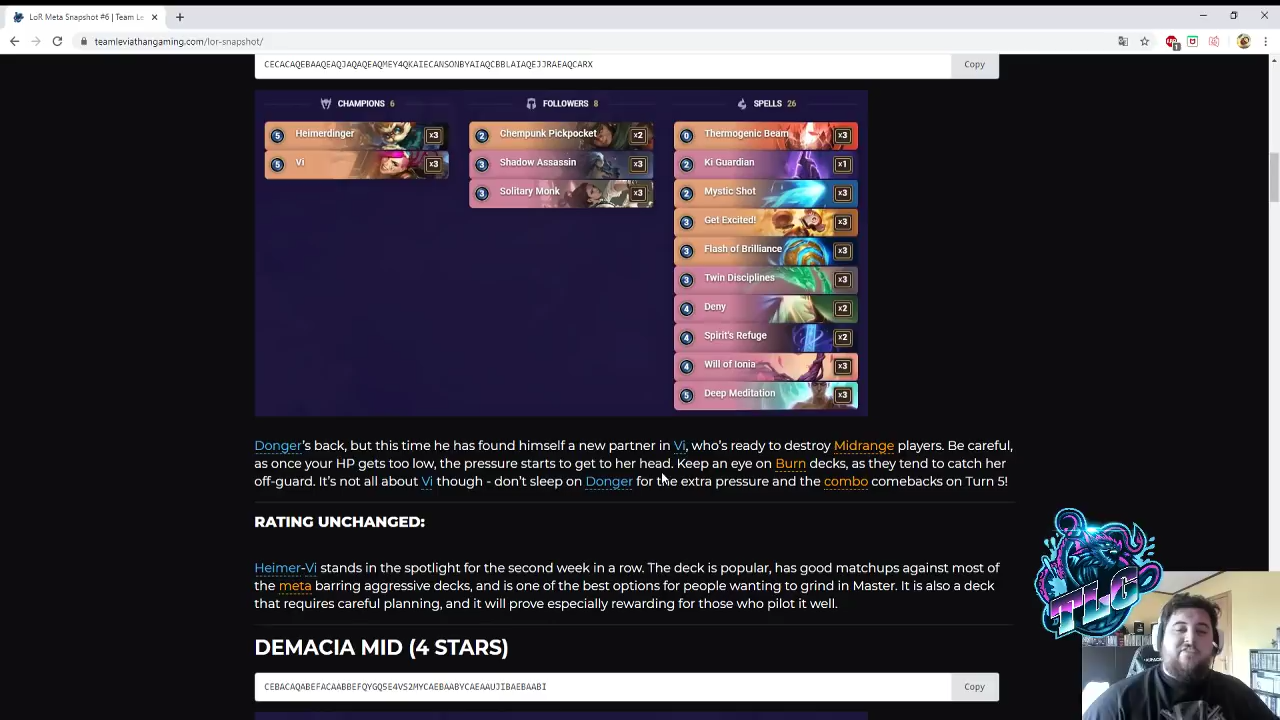 LoR Meta Snapshot #6 | Team Le
teamleviathangaming.com/lor-snapshot/
CECACAQEBAAQEAQJAQAQEAQMEY4QKAIECANSONBYAIAQCBBLAIAQEJJRAEAQCARX
Copy
CHAMPIONS 6
5 Heimerdinger x3
5 Vi x3
FOLLOWERS 8
2 Chempunk Pickpocket x2
3 Shadow Assassin x3
3 Solitary Monk x3
SPELLS 26
0 Thermogenic Beam x3
2 Ki Guardian x1
2 Mystic Shot x3
3 Get Excited! x3
3 Flash of Brilliance x3
3 Twin Disciplines x3
4 Deny x2
4 Spirit's Refuge x2
4 Will of Ionia x3
5 Deep Meditation x3
Donger's back, but this time he has found himself a new partner in Vi, who's ready to destroy Midrange players. Be careful,
as once your HP gets too low, the pressure starts to get to her head. Keep an eye on Burn decks, as they tend to catch her
off-guard. It's not all about Vi though - don't sleep on Donger for the extra pressure and the combo comebacks on Turn 5!
RATING UNCHANGED:
Heimer-Vi stands in the spotlight for the second week in a row. The deck is popular, has good matchups against most of
the meta barring aggressive decks, and is one of the best options for people wanting to grind in Master. It is also a deck
that requires careful planning, and it will prove especially rewarding for those who pilot it well.
DEMACIA MID (4 STARS)
CEBACAQABEFACAABBEFQYGQ5E4VS2MYCAEBAABYCAEAAUJIBAEBAABI
Copy
TLG